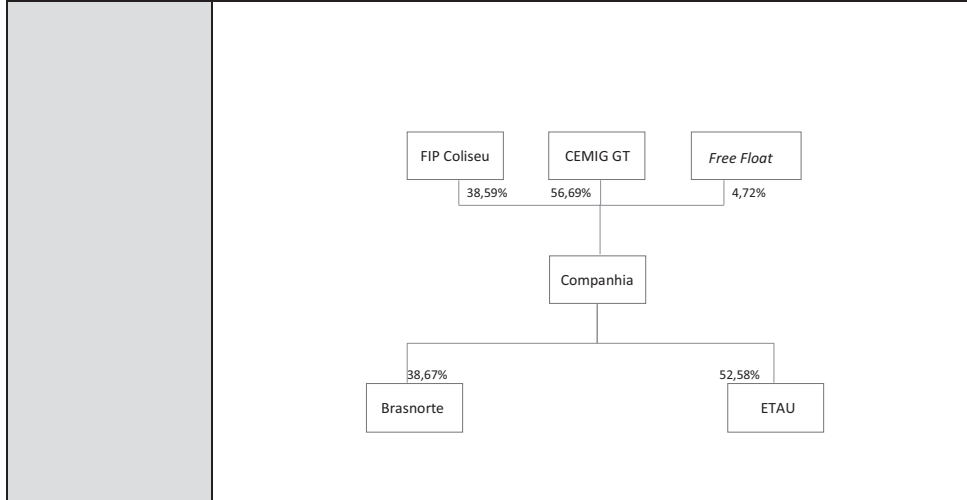 FIP Coliseu
CEMIG GT
Free Float
38,59%
56,69%
4,72%
Companhia
38,67%
52,58%
Brasnorte
ETAU